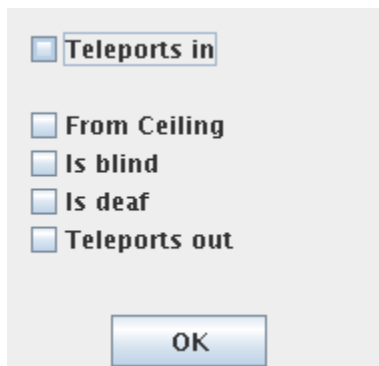 Teleports in
From Ceiling
Is blind
Is deaf
Teleports out
OK